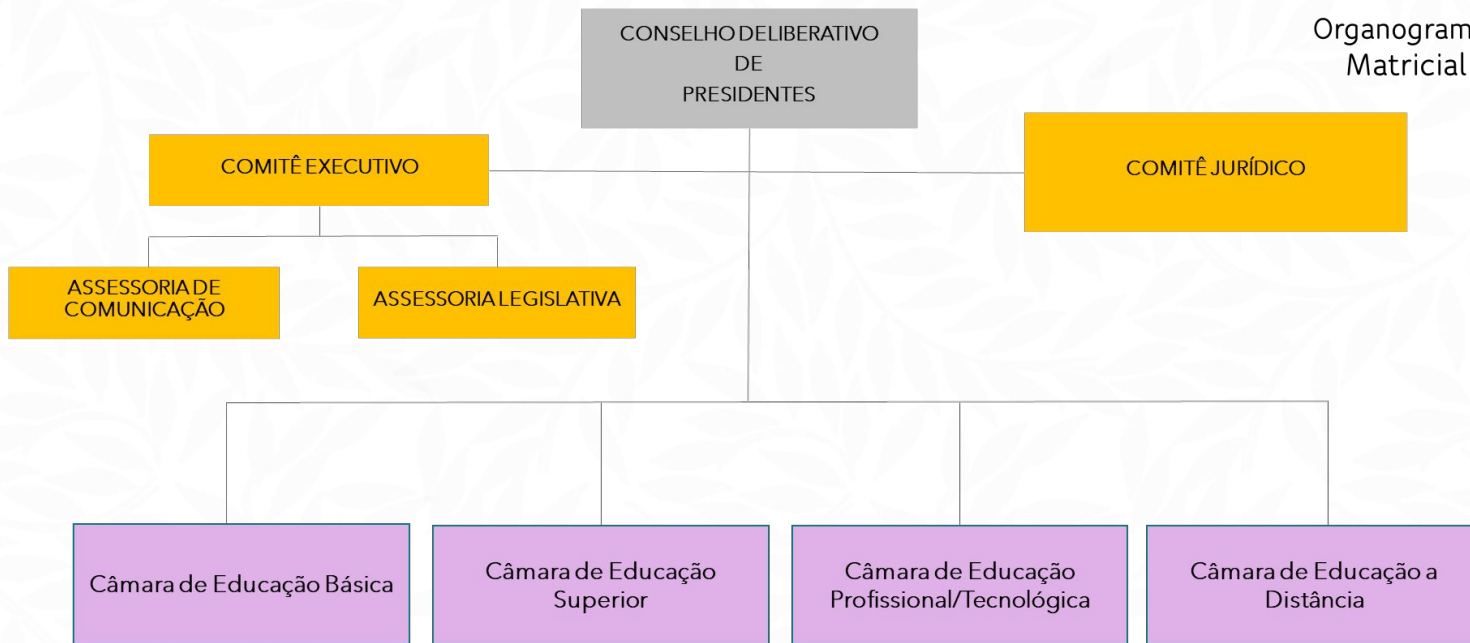 CONSELHO DELIBERATIVO
DE
PRESIDENTES
Organogram
Matricial
COMITÊ EXECUTIVO
COMITÊ JURÍDICO
ASSESSORIA DE
COMUNICAÇÃO
ASSESSORIA LEGISLATIVA
Câmara de Educação Básica
Câmara de Educação
Superior
Câmara de Educação
Profissional/Tecnológica
Câmara de Educação a
Distância